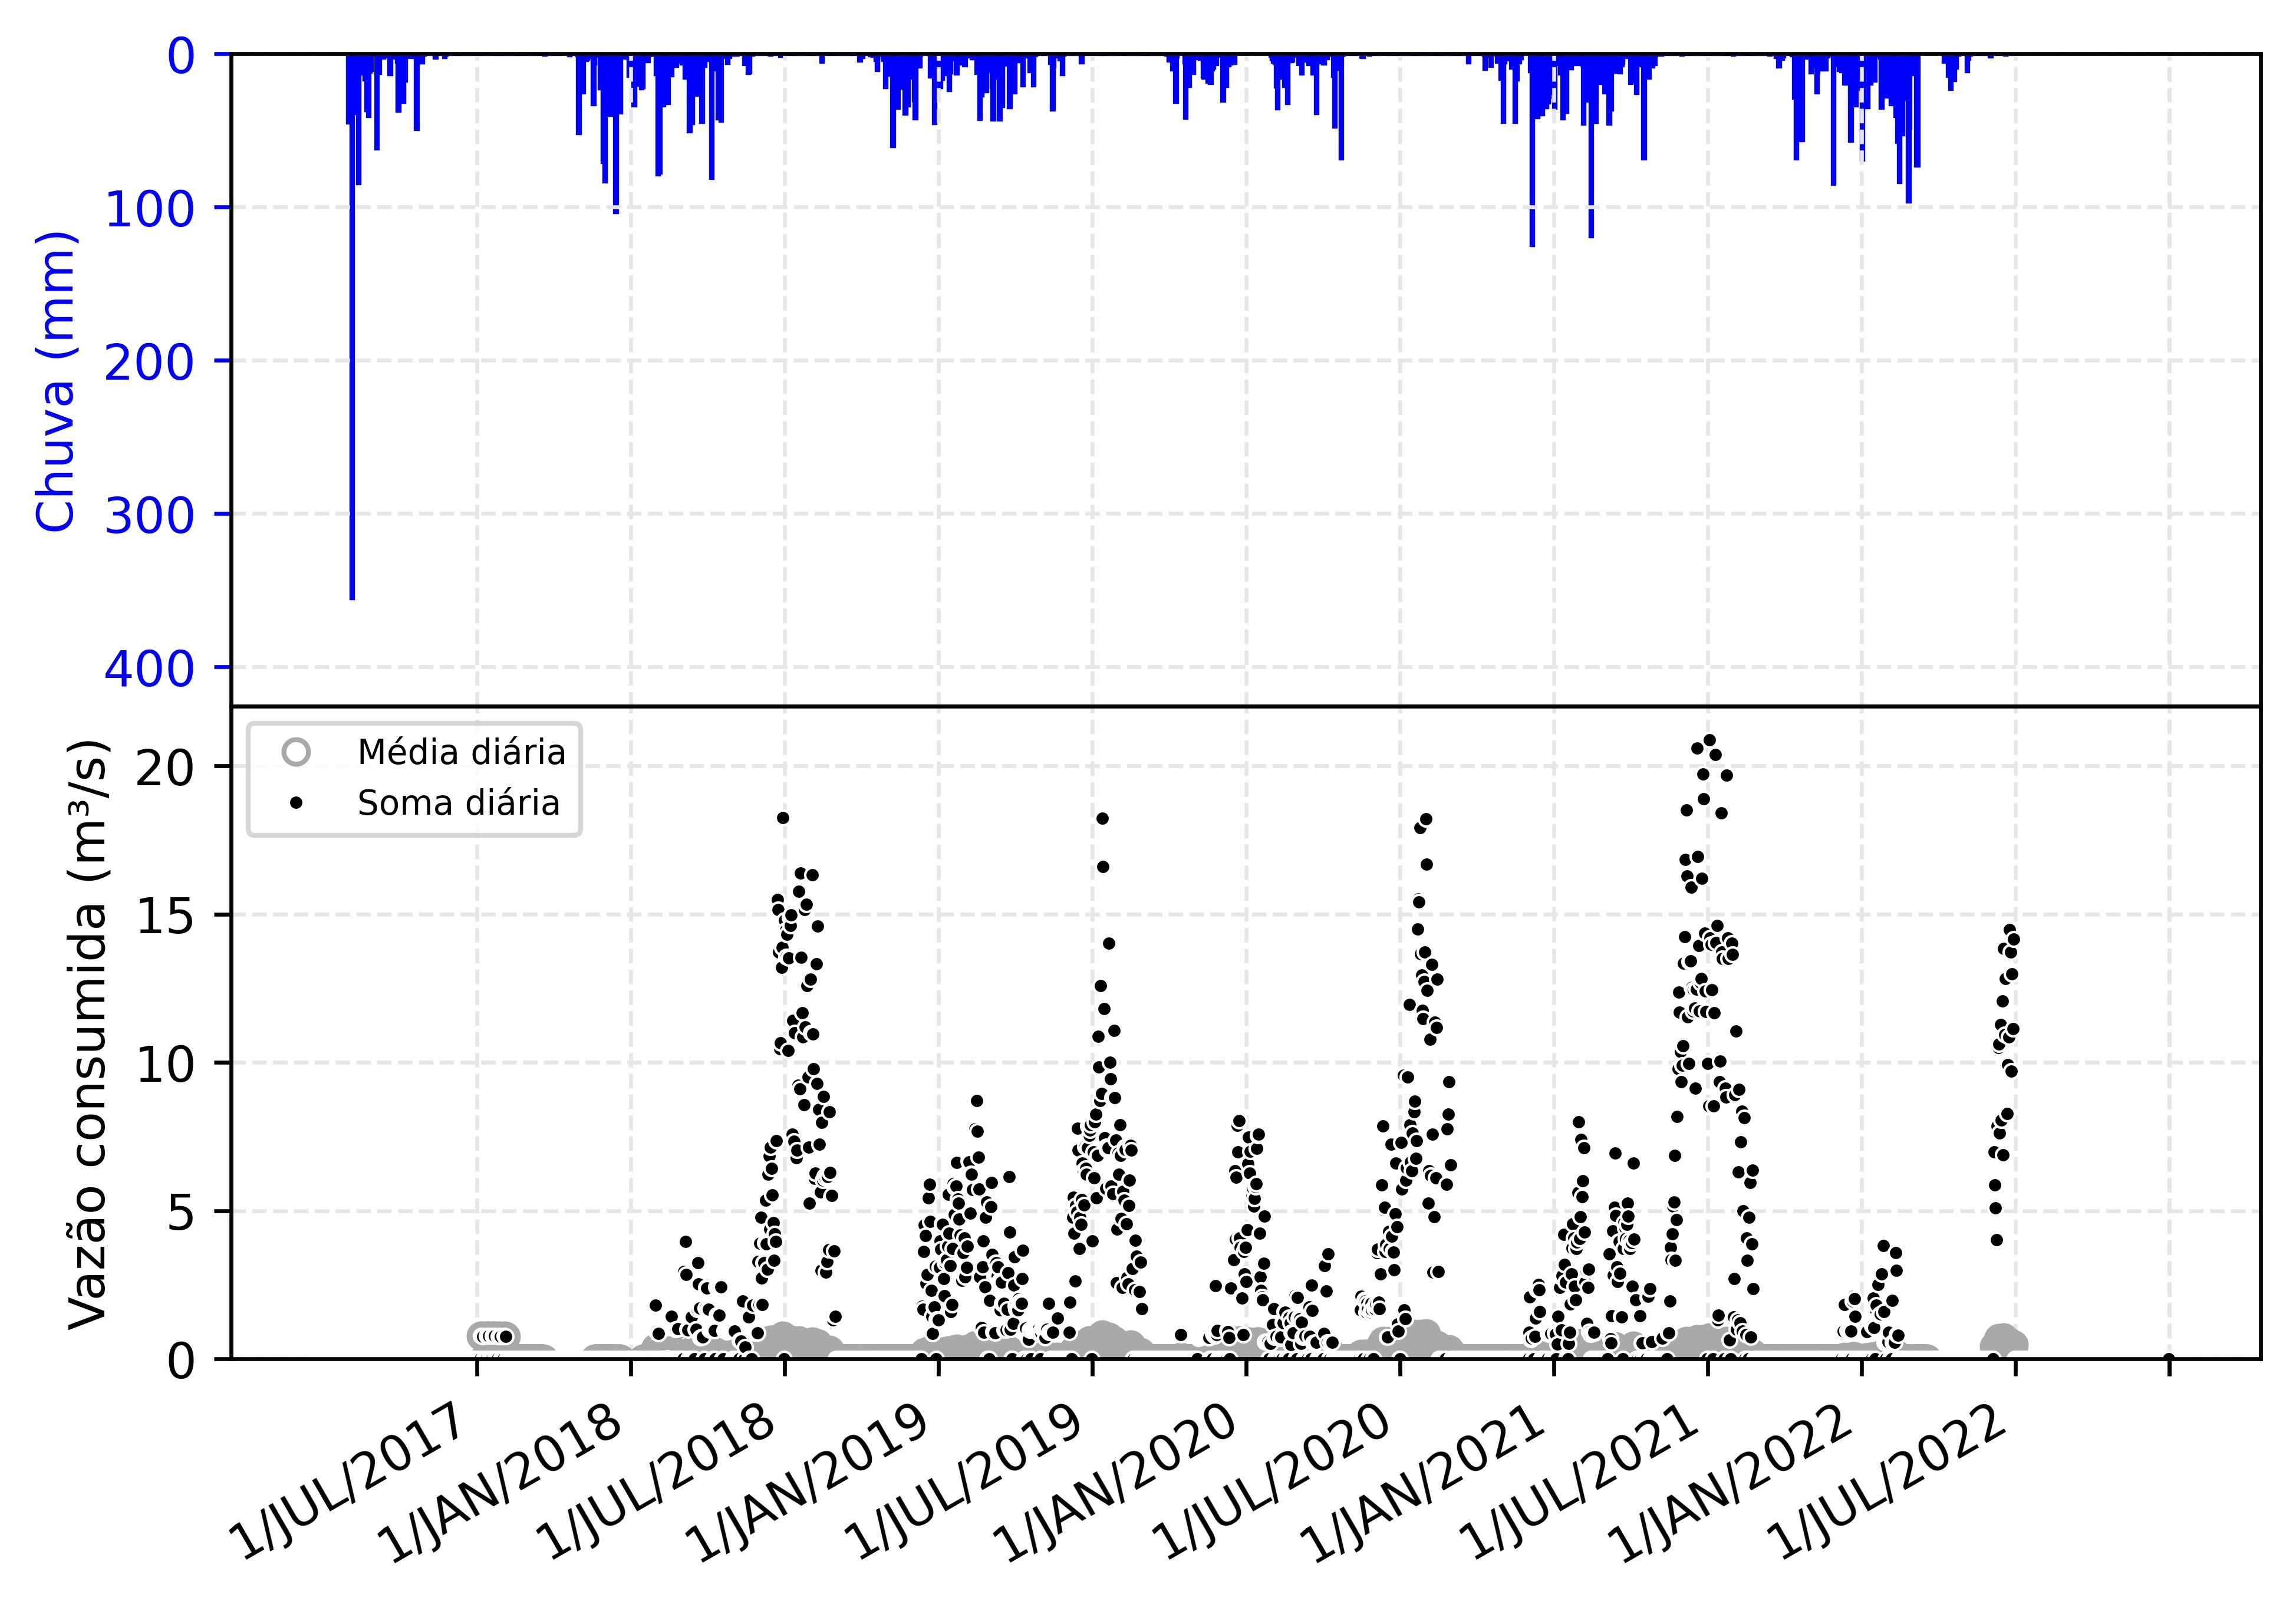 0
100
200
300
400
Chuva (mm)
Média diária
Soma diária
20
15
10
5
0
Vazão consumida (m³/s)
1/JUL/2017
1/JAN/2018
1/JUL/2018
1/JAN/2019
1/JUL/2019
1/JAN/2020
1/JUL/2020
1/JAN/2021
1/JUL/2021
1/JAN/2022
1/JUL/2022